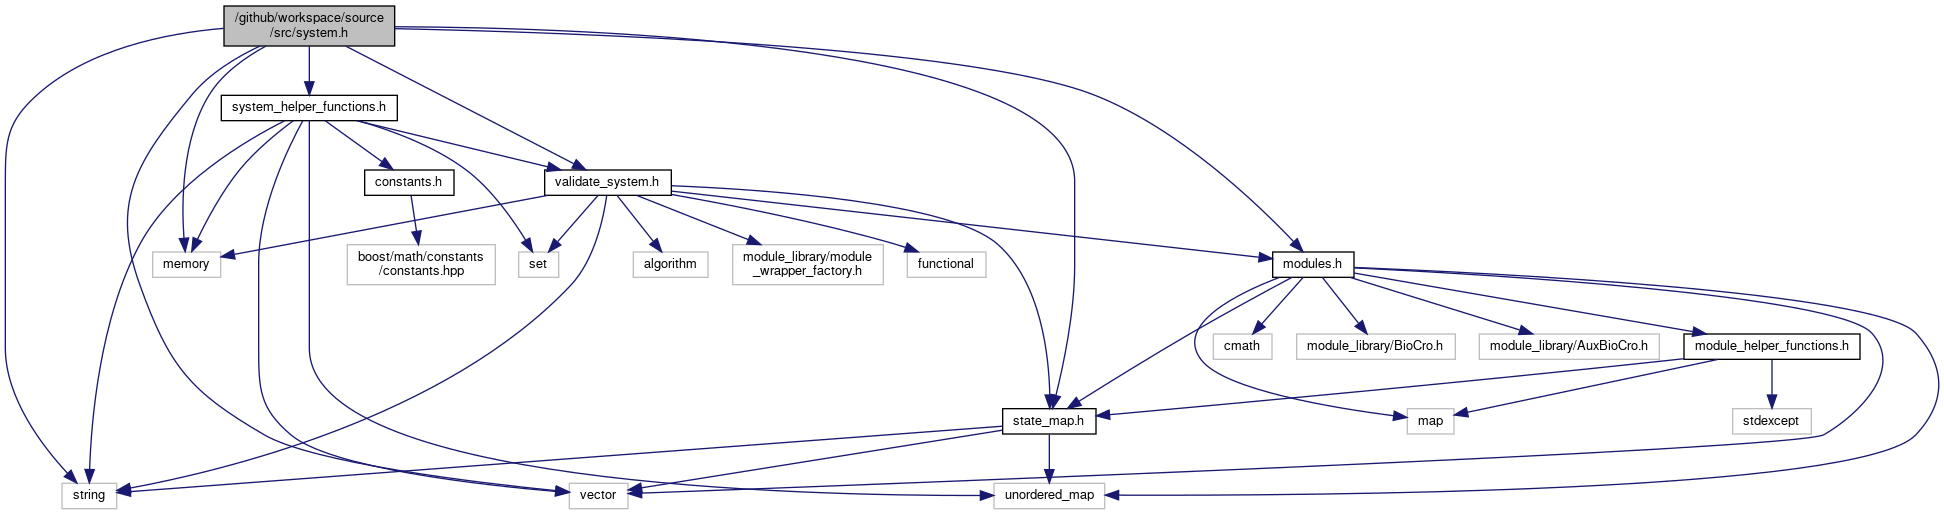 /github/workspace/source
/src/system.h
system_helper_functions.h
constants.h
validate_system.h
memory
boost/math/constants
/constants.hpp
set
algorithm
module_library/module
_wrapper_factory.h
functional
modules.h
cmath
module_library/BioCro.h
module_library/AuxBioCro.h
module_helper_functions.h
state_map.h
map
stdexcept
string
vector
unordered_map